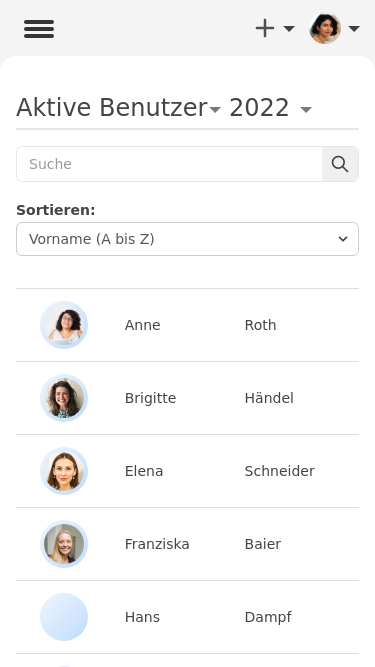 Aktive Benutzer 2022
Suche
Sortieren:
Vorname (A bis Z)
Anne Roth
Brigitte Händel
Elena Schneider
Franziska Baier
Hans Dampf